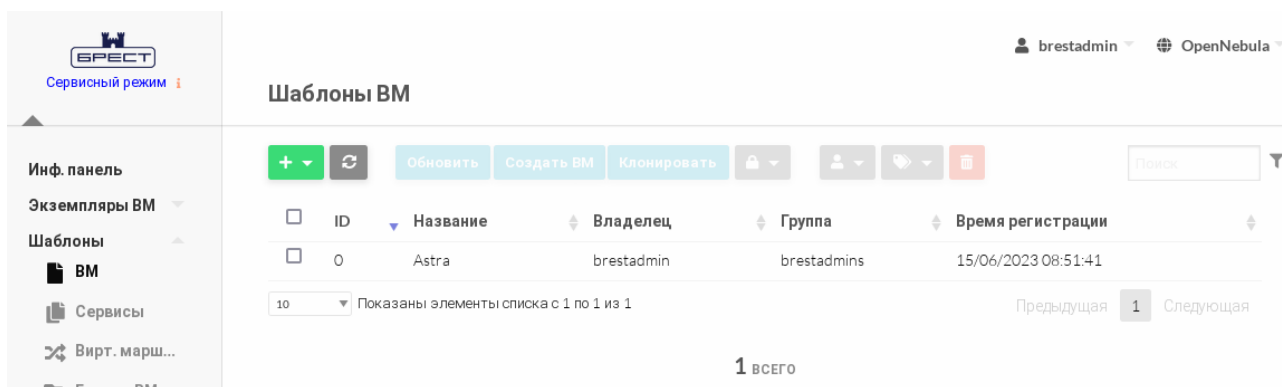 БРЕСТ
Сервисный режим i
brestadmin
OpenNebula
Шаблоны ВМ
Инф. панель
Экземпляры ВМ
Шаблоны
ВМ
Сервисы
Вирт. марш...
+
Обновить
Создать ВМ
Клонировать
Поиск
ID Название Владелец Группа Время регистрации
0 Astra brestadmin brestadmins 15/06/2023 08:51:41
10 Показаны элементы списка с 1 по 1 из 1
Предыдущая 1 Следующая
1 ВСЕГО